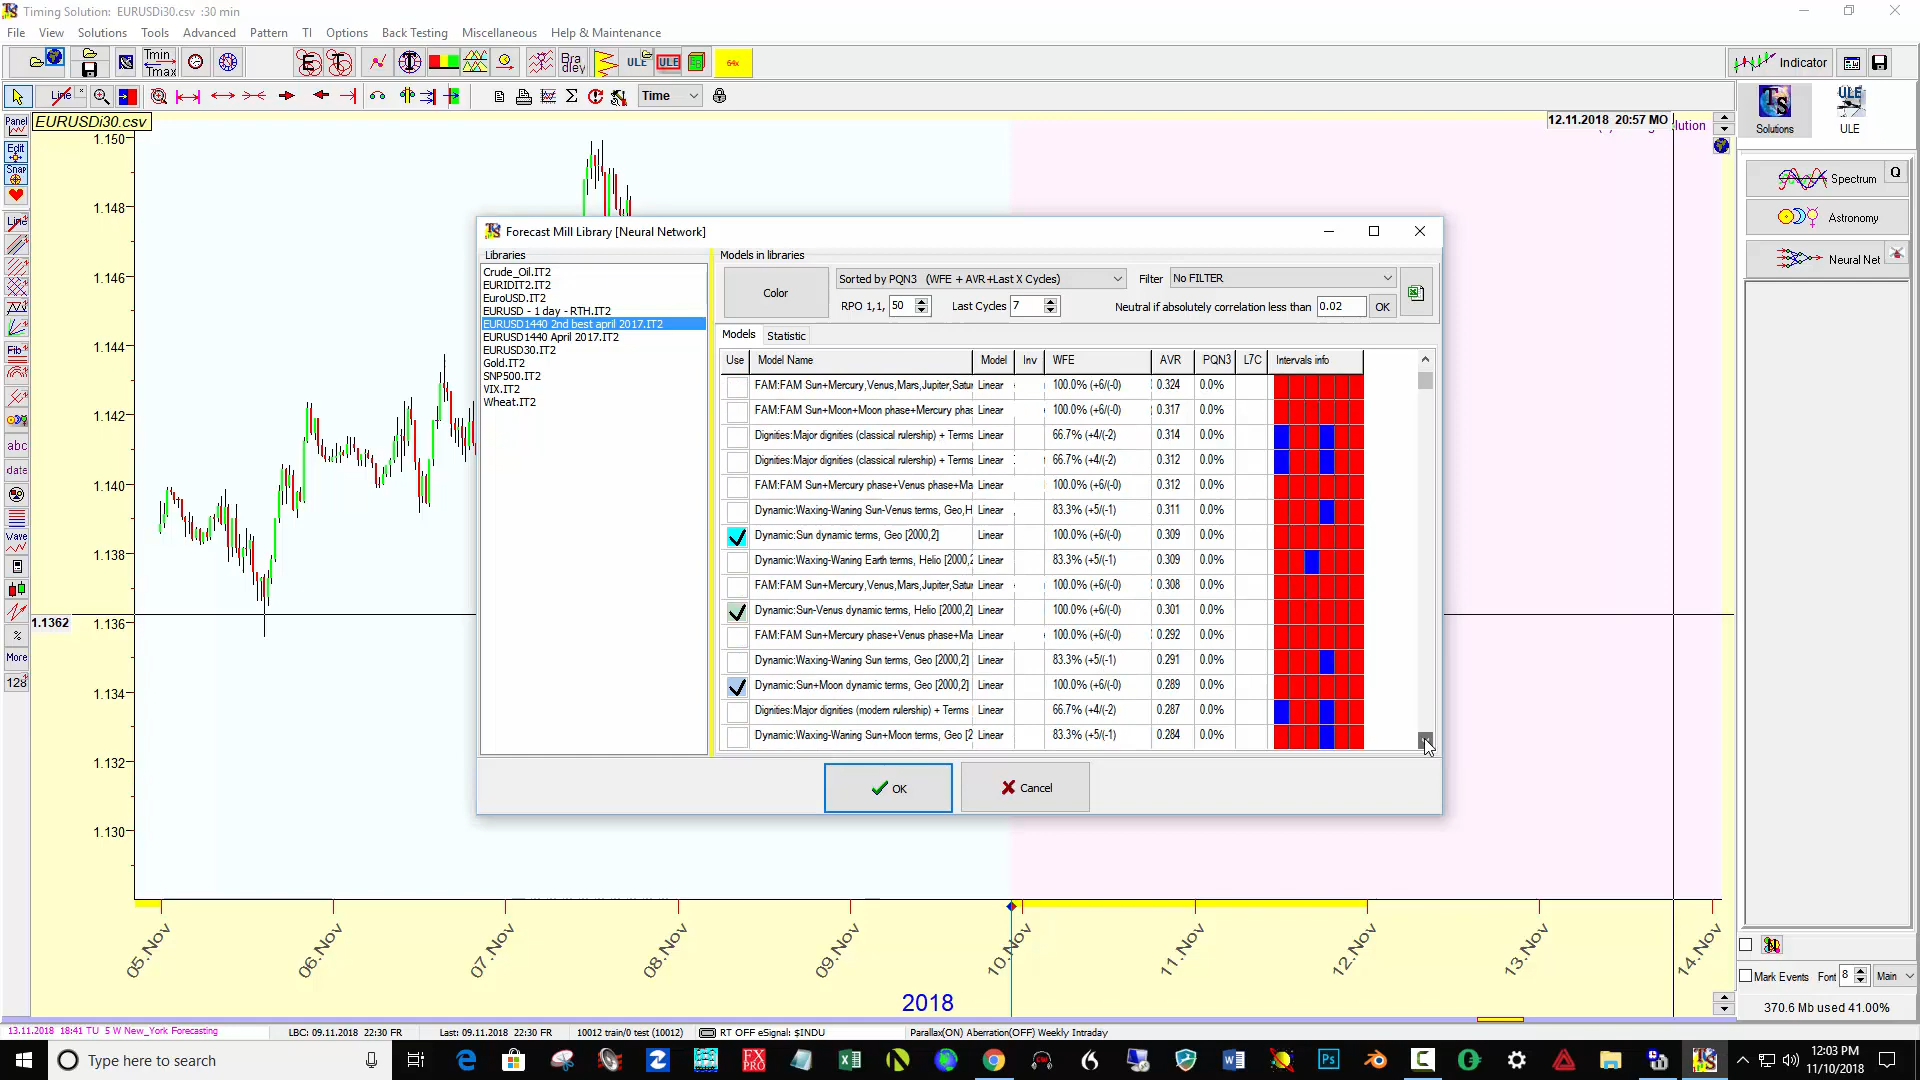 Timing Solution: EURUSDi30.csv :30 min
File View Solutions Tools Advanced Pattern TI Options Back Testing Miscellaneous Help & Maintenance
Tmin Tmax
Bra dley
ULE
ULE
64x
Indicator
Line
Time
Solutions
ULE
Panel
EURUSDi30.csv
12.11.2018 20:57 MO
Edit
Snap
Line
Fib
abc
date
Wave
%
More
128
1.150
1.148
1.146
1.144
1.142
1.140
1.138
1.136
1.1362
1.134
1.132
1.130
Spectrum
Q
Astronomy
Neural Net
Forecast Mill Library [Neural Network]
Libraries
Crude_Oil.IT2
EURIDIT2.IT2
EuroUSD.IT2
EURUSD - 1 day - RTH.IT2
EURUSD1440 2nd best april 2017.IT2
EURUSD1440 April 2017.IT2
EURUSD30.IT2
Gold.IT2
SNP500.IT2
VIX.IT2
Wheat.IT2
Models in libraries
Color
Sorted by PQN3 (WFE + AVR+Last X Cycles)
Filter No FILTER
RPO 1,1, 50 Last Cycles 7
Neutral if absolutely correlation less than 0.02 OK
Models Statistic
Use Model Name Model Inv WFE AVR PQN3 L7C Intervals info
FAM:FAM Sun+Mercury,Venus,Mars,Jupiter,Satur Linear 100.0% (+6/(-0) 0.324 0.0%
FAM:FAM Sun+Moon+Moon phase+Mercury phas Linear 100.0% (+6/(-0) 0.317 0.0%
Dignities:Major dignities (classical rulership) + Terms Linear 66.7% (+4/(-2) 0.314 0.0%
Dignities:Major dignities (classical rulership) + Terms Linear 66.7% (+4/(-2) 0.312 0.0%
FAM:FAM Sun+Mercury phase+Venus phase+Ma Linear 100.0% (+6/(-0) 0.312 0.0%
Dynamic:Waxing-Waning Sun-Venus terms, Geo,H Linear 83.3% (+5/(-1) 0.311 0.0%
Dynamic:Sun dynamic terms, Geo [2000,2] Linear 100.0% (+6/(-0) 0.309 0.0%
Dynamic:Waxing-Waning Earth terms, Helio [2000,2 Linear 83.3% (+5/(-1) 0.309 0.0%
FAM:FAM Sun+Mercury,Venus,Mars,Jupiter,Satur Linear 100.0% (+6/(-0) 0.308 0.0%
Dynamic:Sun-Venus dynamic terms, Helio [2000,2] Linear 100.0% (+6/(-0) 0.301 0.0%
FAM:FAM Sun+Mercury phase+Venus phase+Ma Linear 100.0% (+6/(-0) 0.292 0.0%
Dynamic:Waxing-Waning Sun terms, Geo [2000,2] Linear 83.3% (+5/(-1) 0.291 0.0%
Dynamic:Sun+Moon dynamic terms, Geo [2000,2] Linear 100.0% (+6/(-0) 0.289 0.0%
Dignities:Major dignities (modern rulership) + Terms Linear 66.7% (+4/(-2) 0.287 0.0%
Dynamic:Waxing-Waning Sun+Moon terms, Geo [2 Linear 83.3% (+5/(-1) 0.284 0.0%
OK Cancel
05.Nov 06.Nov 07.Nov 08.Nov 09.Nov 10.Nov 11.Nov 12.Nov 13.Nov 14.Nov
2018
Mark Events Font 8 Main
370.6 Mb used 41.00%
13.11.2018 18:41 TU 5 W New_York Forecasting
LBC: 09.11.2018 22:30 FR
Last: 09.11.2018 22:30 FR
10012 train/0 test (10012)
RT OFF eSignal: $INDU
Parallax(ON) Aberration(OFF) Weekly Intraday
Type here to search
12:03 PM
11/10/2018